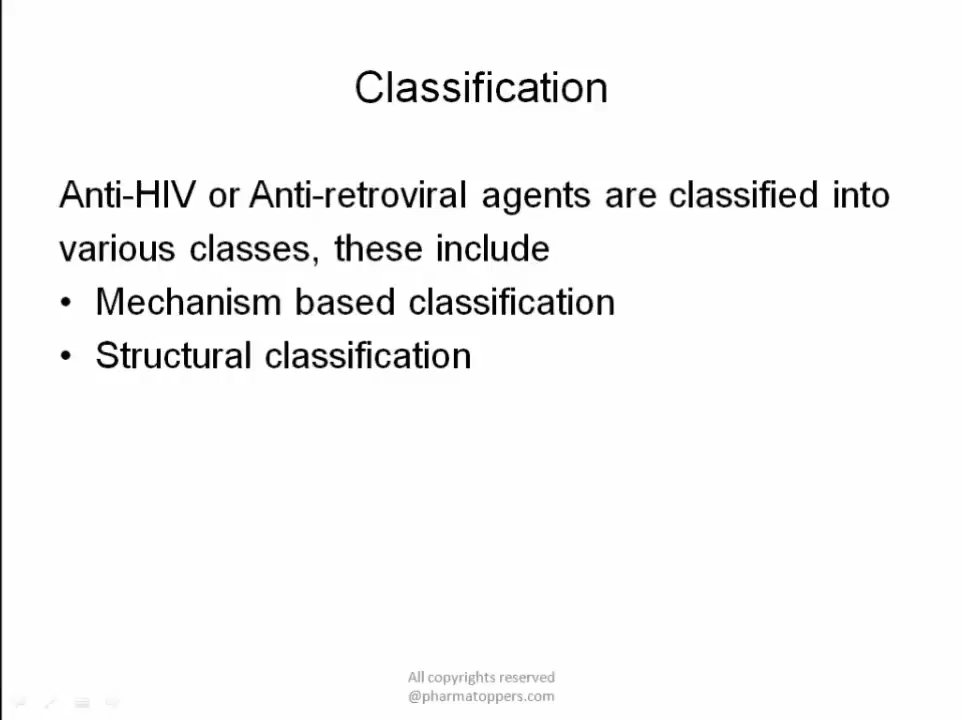 Classification
Anti-HIV or Anti-retroviral agents are classified into
various classes, these include
• Mechanism based classification
• Structural classification
All copyrights reserved
@pharmatoppers.com